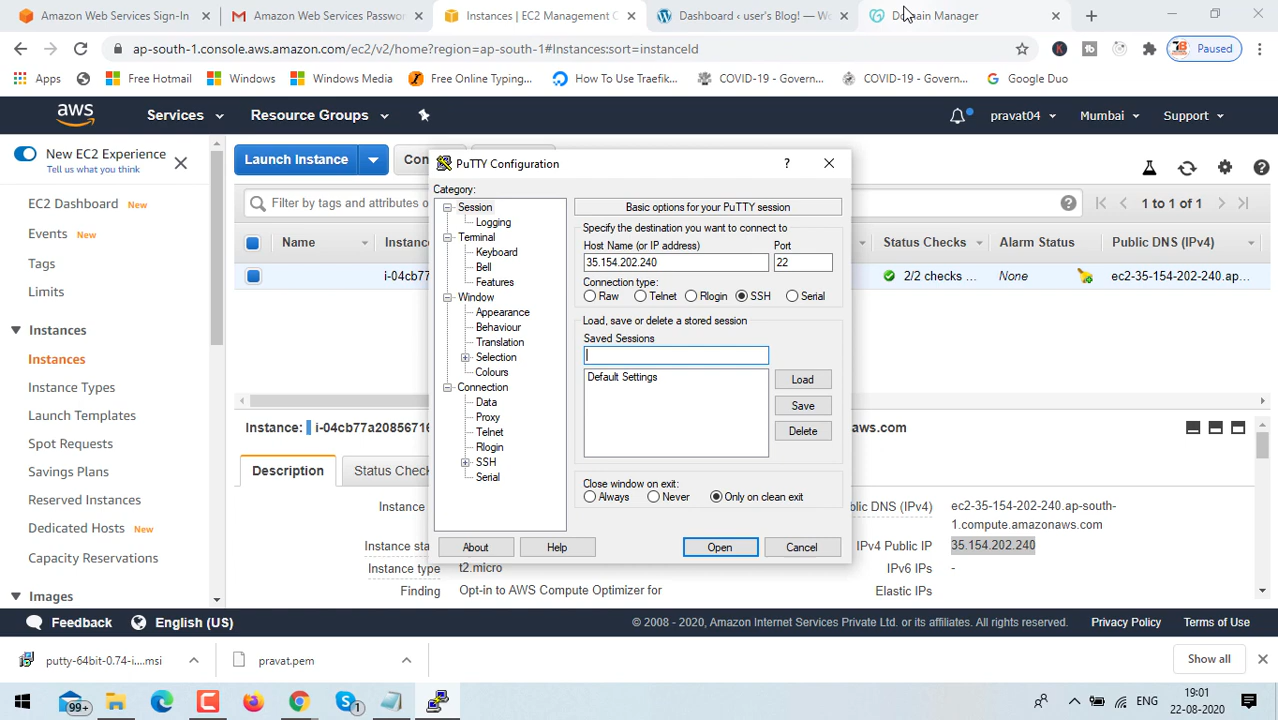 Amazon Web Services Sign-In
Amazon Web Services Passwor
Instances | EC2 Management C
Dashboard ‹ user's Blog! — Wo
Domain Manager
ap-south-1.console.aws.amazon.com/ec2/v2/home?region=ap-south-1#Instances:sort=instanceId
Paused
Apps
Free Hotmail
Windows
Windows Media
Free Online Typing...
How To Use Traefik...
COVID-19 - Govern...
COVID-19 - Govern...
Google Duo
aws
Services
Resource Groups
pravat04
Mumbai
Support
New EC2 Experience
Tell us what you think
EC2 Dashboard New
Events New
Tags
Limits
Instances
Instances
Instance Types
Launch Templates
Spot Requests
Savings Plans
Reserved Instances
Dedicated Hosts New
Capacity Reservations
Images
Launch Instance
Con
Filter by tags and attributes o
1 to 1 of 1
Name
Instanc
Status Checks
Alarm Status
Public DNS (IPv4)
i-04cb77
2/2 checks ...
None
ec2-35-154-202-240.ap...
Instance: i-04cb77a20856716
aws.com
Description
Status Check
Instance sta
Instance type
t2.micro
Finding
Opt-in to AWS Compute Optimizer for
blic DNS (IPv4)
ec2-35-154-202-240.ap-south-
1.compute.amazonaws.com
IPv4 Public IP
35.154.202.240
IPv6 IPs
-
Elastic IPs
PuTTY Configuration
?
Category:
Session
Logging
Terminal
Keyboard
Bell
Features
Window
Appearance
Behaviour
Translation
Selection
Colours
Connection
Data
Proxy
Telnet
Rlogin
SSH
Serial
Basic options for your PuTTY session
Specify the destination you want to connect to
Host Name (or IP address)
Port
35.154.202.240
22
Connection type:
Raw
Telnet
Rlogin
SSH
Serial
Load, save or delete a stored session
Saved Sessions
Default Settings
Load
Save
Delete
Close window on exit:
Always
Never
Only on clean exit
About
Help
Open
Cancel
Feedback
English (US)
© 2008 - 2020, Amazon Internet Services Private Ltd. or its affiliates. All rights reserved.
Privacy Policy
Terms of Use
putty-64bit-0.74-i....msi
pravat.pem
Show all
99+
1
ENG
19:01
22-08-2020